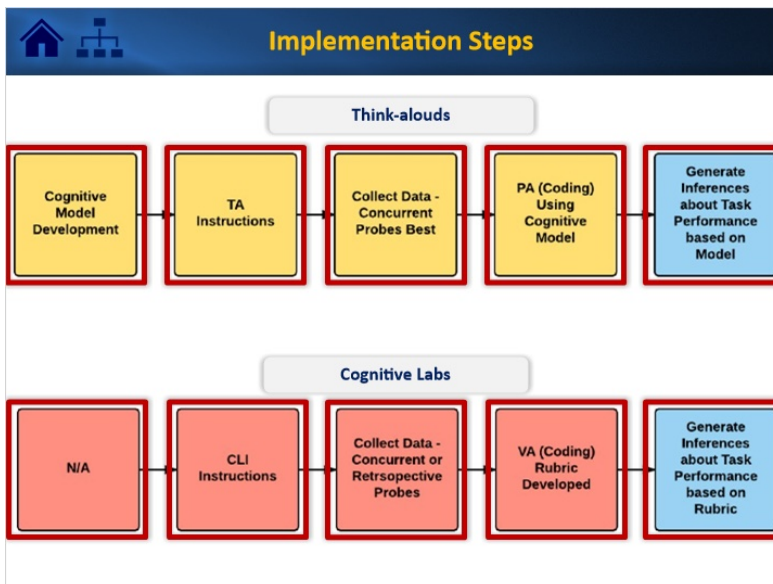 Implementation Steps
Think-alouds
Cognitive
Model
Development
TA
Instructions
Collect Data -
Concurrent
Probes Best
PA (Coding)
Using
Cognitive
Model
Generate
Inferences
about Task
Performance
based on
Model
Cognitive Labs
N/A
CLI
Instructions
Collect Data -
Concurrent or
Retrsopective
Probes
VA (Coding)
Rubric
Developed
Generate
Inferences
about Task
Performance
based on
Rubric